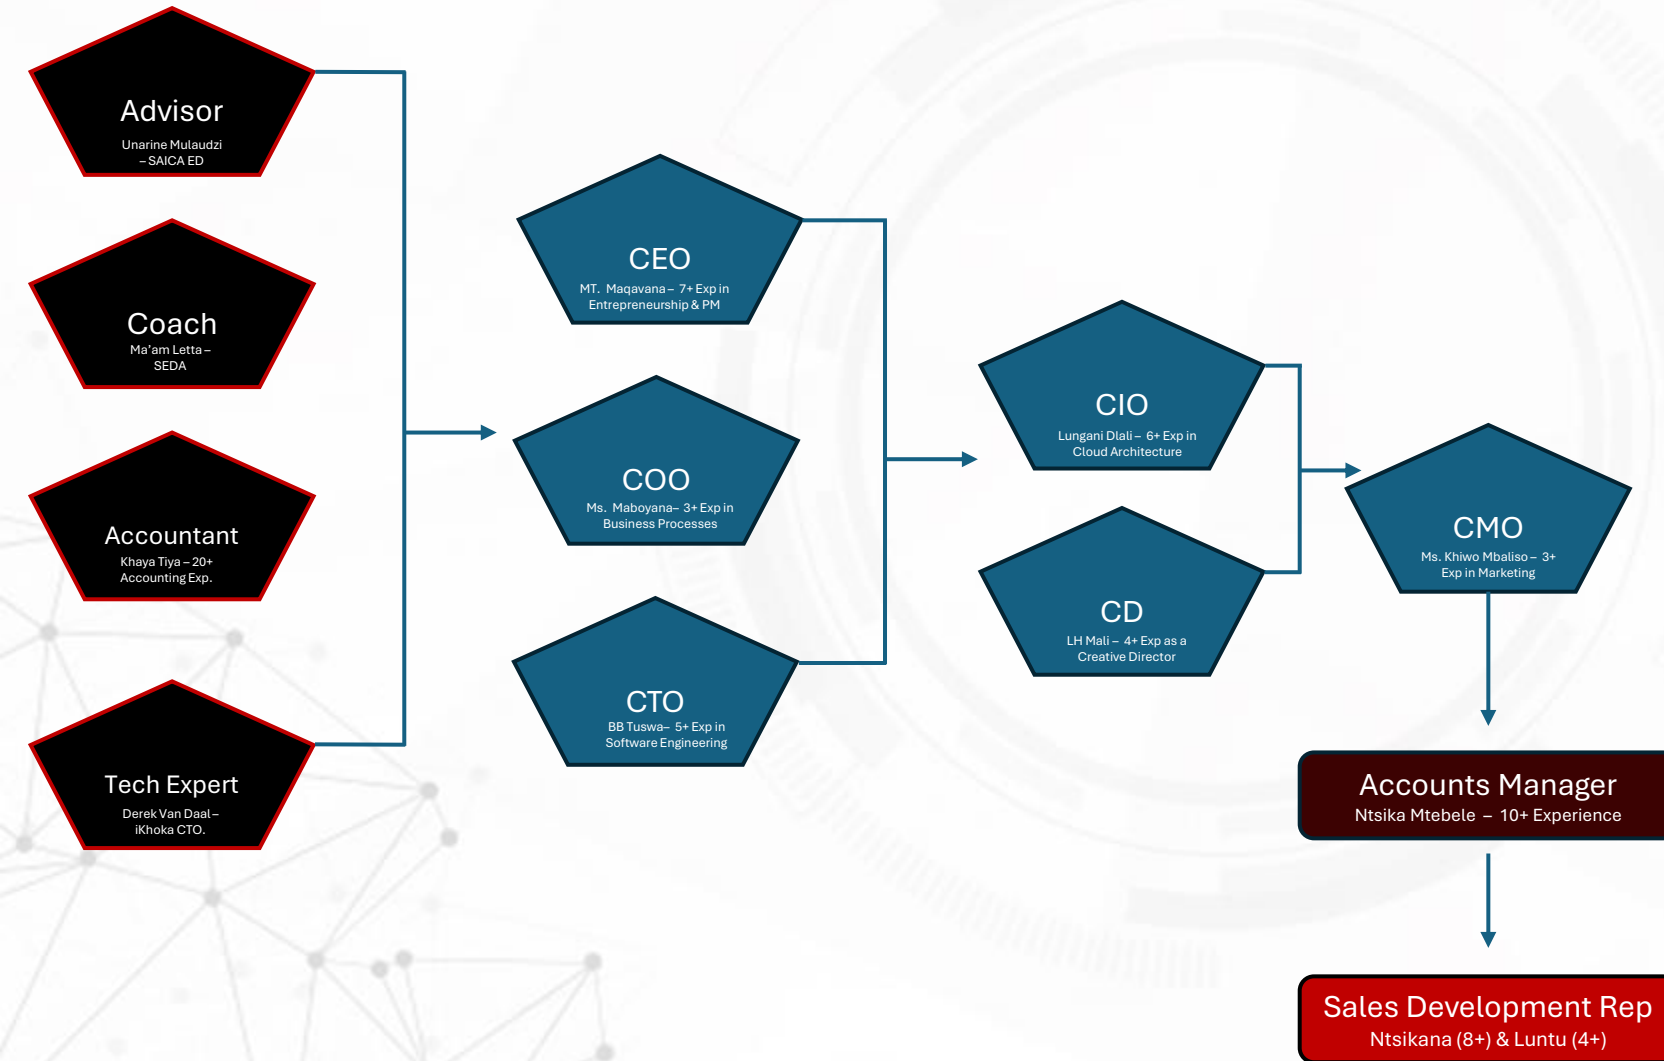 Advisor
Unarine Mulaudzi
– SAICA ED
Coach
Ma’am Letta –
SEDA
Accountant
Khaya Tiya – 20+
Accounting Exp.
Tech Expert
Derek Van Daal –
iKhoka CTO.
CEO
MT. Maqavana – 7+ Exp in
Entrepreneurship & PM
COO
Ms. Maboyana– 3+ Exp in
Business Processes
CTO
BB Tuswa– 5+ Exp in
Software Engineering
CIO
Lungani Dlali – 6+ Exp in
Cloud Architecture
CD
LH Mali – 4+ Exp as a
Creative Director
CMO
Ms. Khiwo Mbaliso – 3+
Exp in Marketing
Accounts Manager
Ntsika Mtebele – 10+ Experience
Sales Development Rep
Ntsikana (8+) & Luntu (4+)